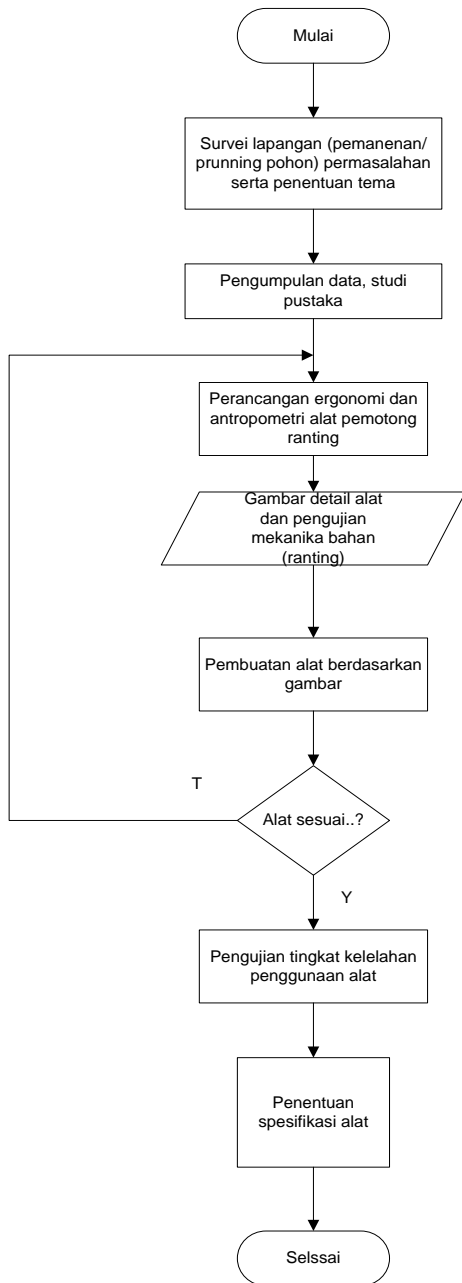 Mulai
Survei lapangan (pemanenan/
prunning pohon) permasalahan
serta penentuan tema
Pengumpulan data, studi
pustaka
Perancangan ergonomi dan
antropometri alat pemotong
ranting
Gambar detail alat
dan pengujian
mekanika bahan
(ranting)
Pembuatan alat berdasarkan
gambar
T
Alat sesuai..?
Y
Pengujian tingkat kelelahan
penggunaan alat
Penentuan
spesifikasi alat
Selssai